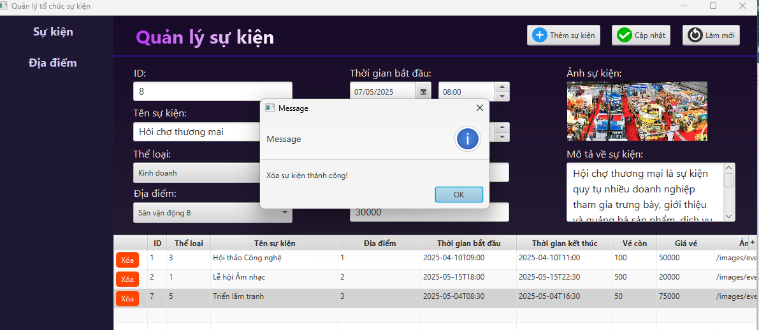 Quản lý tổ chức sự kiện
Sự kiện
Địa điểm
Quản lý sự kiện
Thêm sự kiện
Cập nhật
Làm mới
ID:
8
Thời gian bắt đầu:
07/05/2025
08:00
Ảnh sự kiện:
Tên sự kiện:
Hội chợ thương mại
Thể loại:
Kinh doanh
Địa điểm:
Sân vận động B
30000
Mô tả về sự kiện:
Hội chợ thương mại là sự kiện
quy tụ nhiều doanh nghiệp
tham gia trưng bày, giới thiệu
và quảng bá sản phẩm, dịch vụ
Message
Message
Xóa sự kiện thành công!
OK
ID Thể loại Tên sự kiện Địa điểm Thời gian bắt đầu Thời gian kết thúc Vé còn Giá vé +
Xóa 1 3 Hội thảo Công nghệ 1 2025-04-10T09:00 2025-04-10T11:00 100 50000 /images/eve
Xóa 2 1 Lễ hội Âm nhạc 2 2025-05-15T18:00 2025-05-15T22:30 500 20000 /images/eve
Xóa 7 5 Triển lãm tranh 3 2025-05-04T08:30 2025-05-04T16:30 50 75000 /images/eve